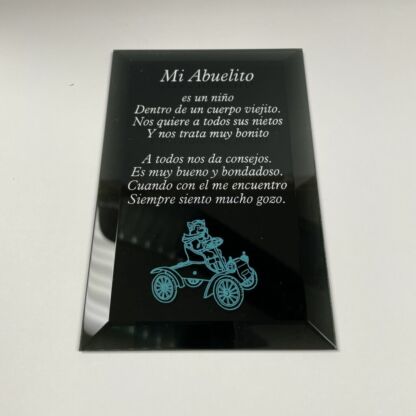 Mi Abuelito
es un niño
Dentro de un cuerpo viejito.
Nos quiere a todos sus nietos
Y nos trata muy bonito
A todos nos da consejos.
Es muy bueno y bondadoso.
Cuando con el me encuentro
Siempre siento mucho gozo.